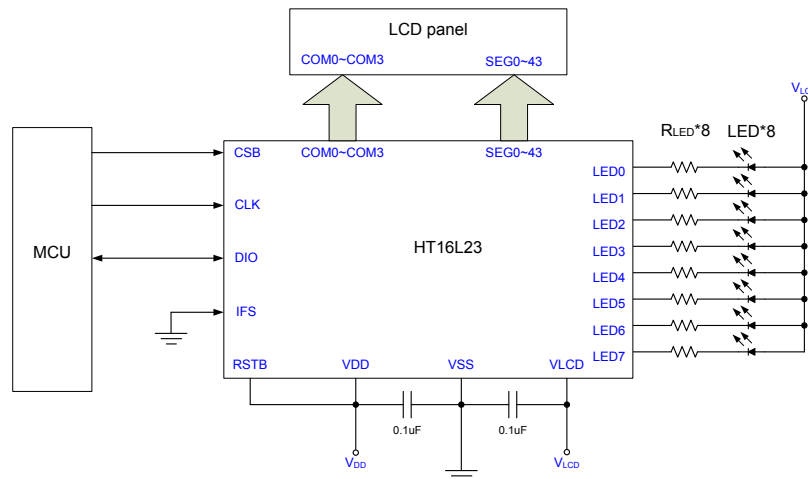 LCD panel
COM0~COM3 SEG0~43
RLED*8 LED*8
CSB COM0~COM3 SEG0~43
LED0
LED1
CLK
LED2
MCU HT16L23 LED3
DIO
LED4
LED5
IFS
LED6
LED7
RSTB VDD VSS VLCD
0.1uF 0.1uF
VDD VLCD